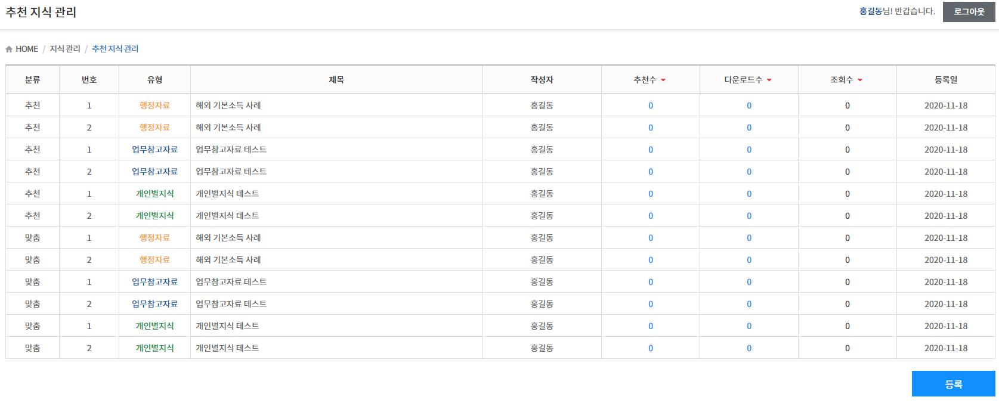 추천 지식 관리
홍길동님! 반갑습니다. 로그아웃
HOME / 지식 관리 / 추천 지식 관리
분류 번호 유형 제목 작성자 추천수 다운로드수 조회수 등록일
추천 1 행정자료 해외 기본소득 사례 홍길동 0 0 0 2020-11-18
추천 2 행정자료 해외 기본소득 사례 홍길동 0 0 0 2020-11-18
추천 1 업무참고자료 업무참고자료 테스트 홍길동 0 0 0 2020-11-18
추천 2 업무참고자료 업무참고자료 테스트 홍길동 0 0 0 2020-11-18
추천 1 개인별지식 개인별지식 테스트 홍길동 0 0 0 2020-11-18
추천 2 개인별지식 개인별지식 테스트 홍길동 0 0 0 2020-11-18
맞춤 1 행정자료 해외 기본소득 사례 홍길동 0 0 0 2020-11-18
맞춤 2 행정자료 해외 기본소득 사례 홍길동 0 0 0 2020-11-18
맞춤 1 업무참고자료 업무참고자료 테스트 홍길동 0 0 0 2020-11-18
맞춤 2 업무참고자료 업무참고자료 테스트 홍길동 0 0 0 2020-11-18
맞춤 1 개인별지식 개인별지식 테스트 홍길동 0 0 0 2020-11-18
맞춤 2 개인별지식 개인별지식 테스트 홍길동 0 0 0 2020-11-18
등록